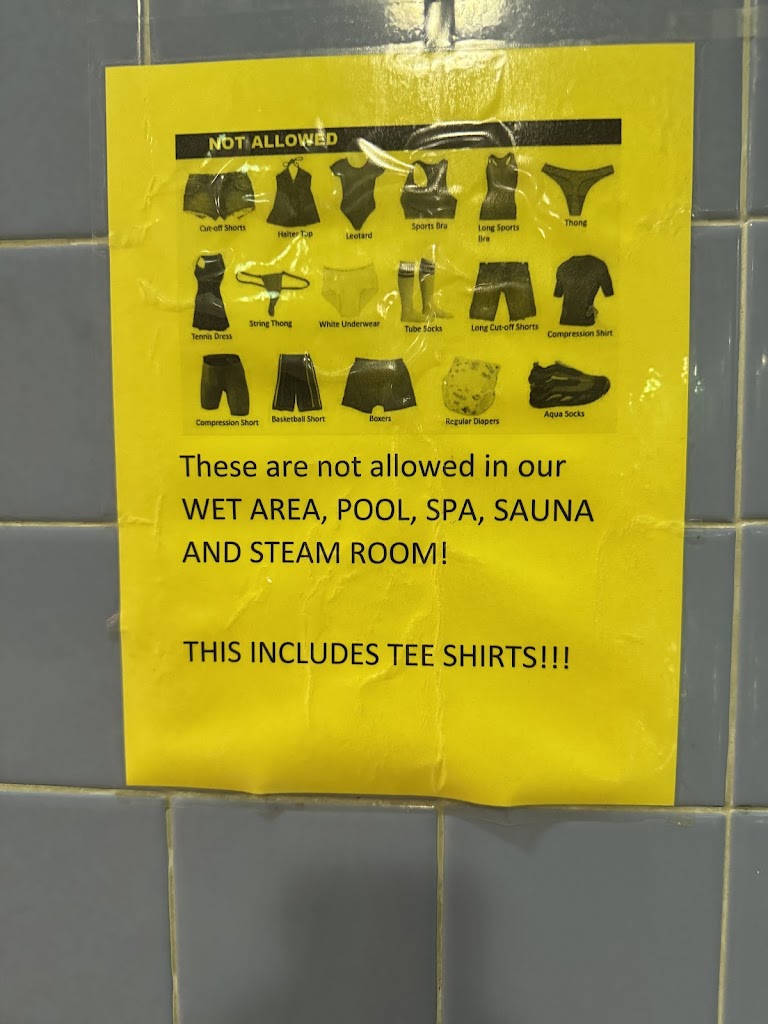 NOT ALLOWED
Cut-off Shorts Halter Top Leotard Sports Bra Long Sports Bra Thong
Tennis Dress String Thong White Underwear Tube Socks Long Cut-off Shorts Compression Shirt
Compression Short Basketball Short Boxers Regular Diapers Aqua Socks
These are not allowed in our
WET AREA, POOL, SPA, SAUNA
AND STEAM ROOM!
THIS INCLUDES TEE SHIRTS!!!